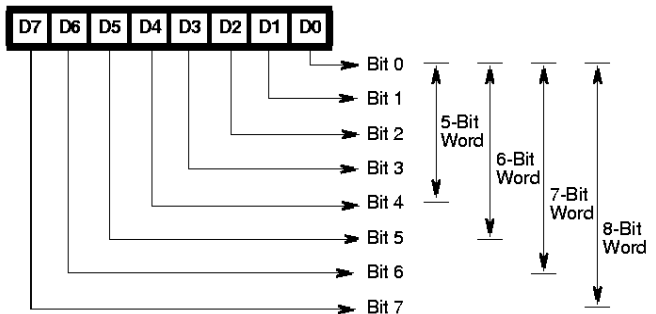 D7 D6 D5 D4 D3 D2 D1 D0
Bit 0
Bit 1
Bit 2
Bit 3
Bit 4
Bit 5
Bit 6
Bit 7
5-Bit
Word
6-Bit
Word
7-Bit
Word
8-Bit
Word